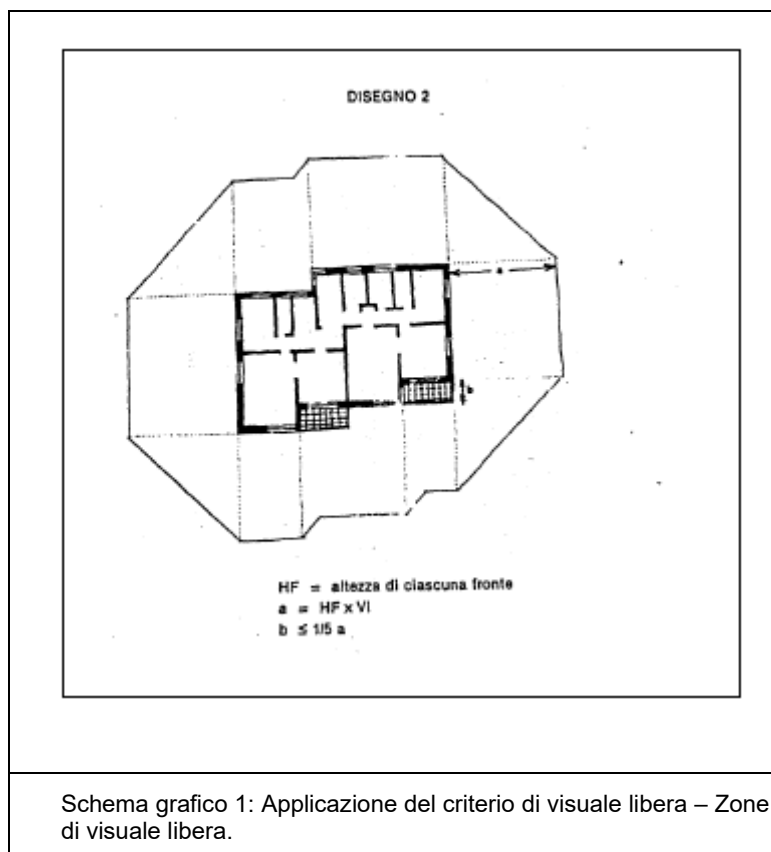 DISEGNO 2
a
b
HF = altezza di ciascuna fronte
a = HF x VI
b ≤ 1/5 a
Schema grafico 1: Applicazione del criterio di visuale libera – Zone
di visuale libera.